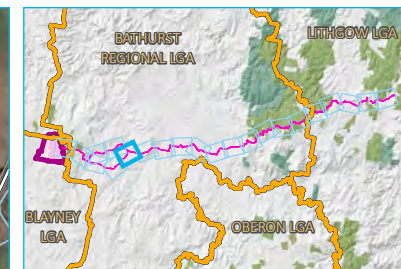 BATHURST
REGIONAL LGA
LITHGOW LGA
BLAYNEY
LGA
OBERON LGA